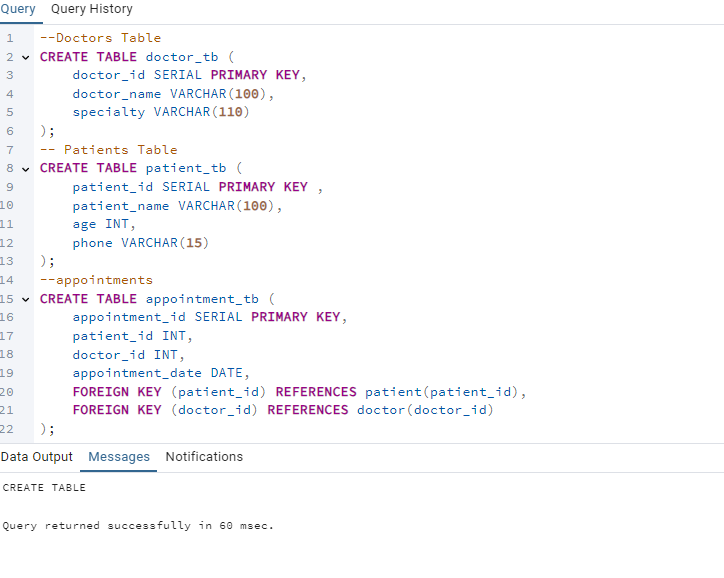 Query Query History
1 --Doctors Table
2 CREATE TABLE doctor_tb (
3 doctor_id SERIAL PRIMARY KEY,
4 doctor_name VARCHAR(100),
5 specialty VARCHAR(110)
6 );
7 -- Patients Table
8 CREATE TABLE patient_tb (
9 patient_id SERIAL PRIMARY KEY ,
10 patient_name VARCHAR(100),
11 age INT,
12 phone VARCHAR(15)
13 );
14 --appointments
15 CREATE TABLE appointment_tb (
16 appointment_id SERIAL PRIMARY KEY,
17 patient_id INT,
18 doctor_id INT,
19 appointment_date DATE,
20 FOREIGN KEY (patient_id) REFERENCES patient(patient_id),
21 FOREIGN KEY (doctor_id) REFERENCES doctor(doctor_id)
22 );
Data Output Messages Notifications
CREATE TABLE
Query returned successfully in 60 msec.